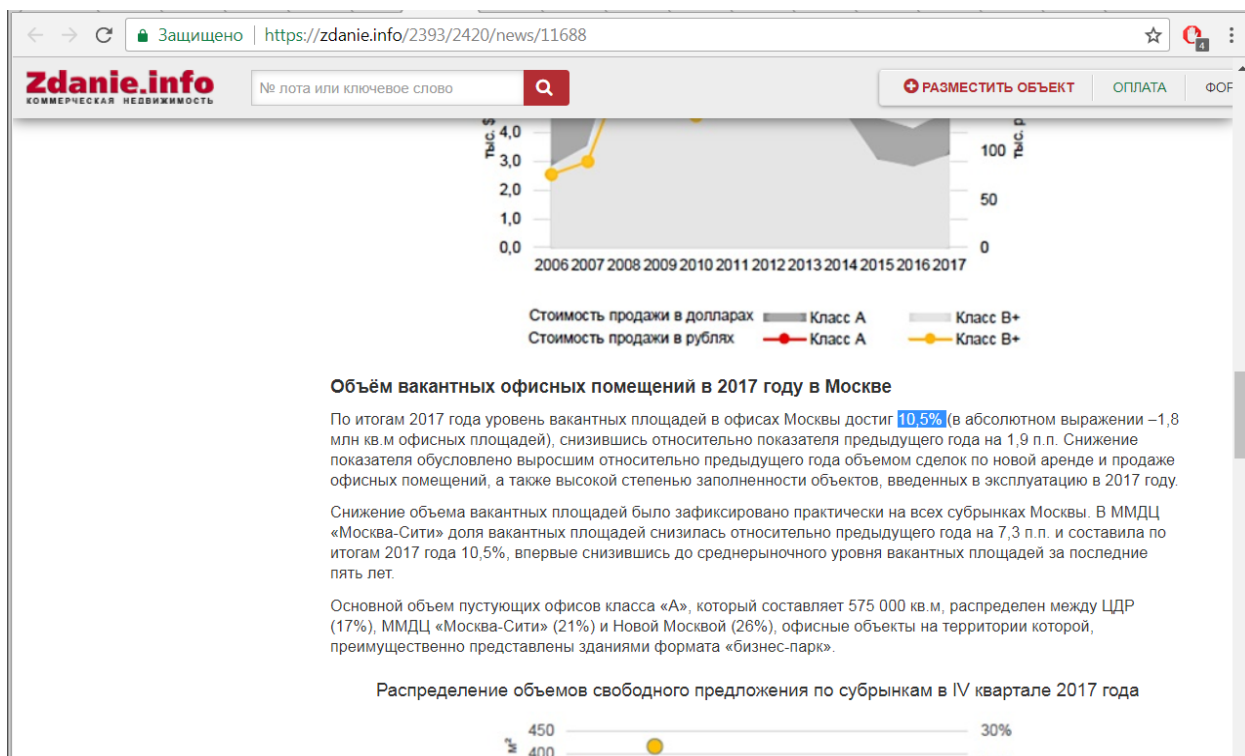 Защищено | https://zdanie.info/2393/2420/news/11688
4
Zdanie.info
КОММЕРЧЕСКАЯ НЕДВИЖИМОСТЬ
№ лота или ключевое слово
РАЗМЕСТИТЬ ОБЪЕКТ
ОПЛАТА
ФОР
тыс. $
4,0
3,0
2,0
1,0
0,0
100
50
0
2006 2007 2008 2009 2010 2011 2012 2013 2014 2015 2016 2017
Стоимость продажи в долларах Класс А Класс В+
Стоимость продажи в рублях Класс А Класс В+
Объём вакантных офисных помещений в 2017 году в Москве
По итогам 2017 года уровень вакантных площадей в офисах Москвы достиг 10,5% (в абсолютном выражении –1,8
млн кв.м офисных площадей), снизившись относительно показателя предыдущего года на 1,9 п.п. Снижение
показателя обусловлено выросшим относительно предыдущего года объемом сделок по новой аренде и продаже
офисных помещений, а также высокой степенью заполненности объектов, введенных в эксплуатацию в 2017 году.
Снижение объема вакантных площадей было зафиксировано практически на всех субрынках Москвы. В ММДЦ
«Москва-Сити» доля вакантных площадей снизилась относительно предыдущего года на 7,3 п.п. и составила по
итогам 2017 года 10,5%, впервые снизившись до среднерыночного уровня вакантных площадей за последние
пять лет.
Основной объем пустующих офисов класса «А», который составляет 575 000 кв.м, распределен между ЦДР
(17%), ММДЦ «Москва-Сити» (21%) и Новой Москвой (26%), офисные объекты на территории которой,
преимущественно представлены зданиями формата «бизнес-парк».
Распределение объемов свободного предложения по субрынкам в IV квартале 2017 года
450
400
м²
30%